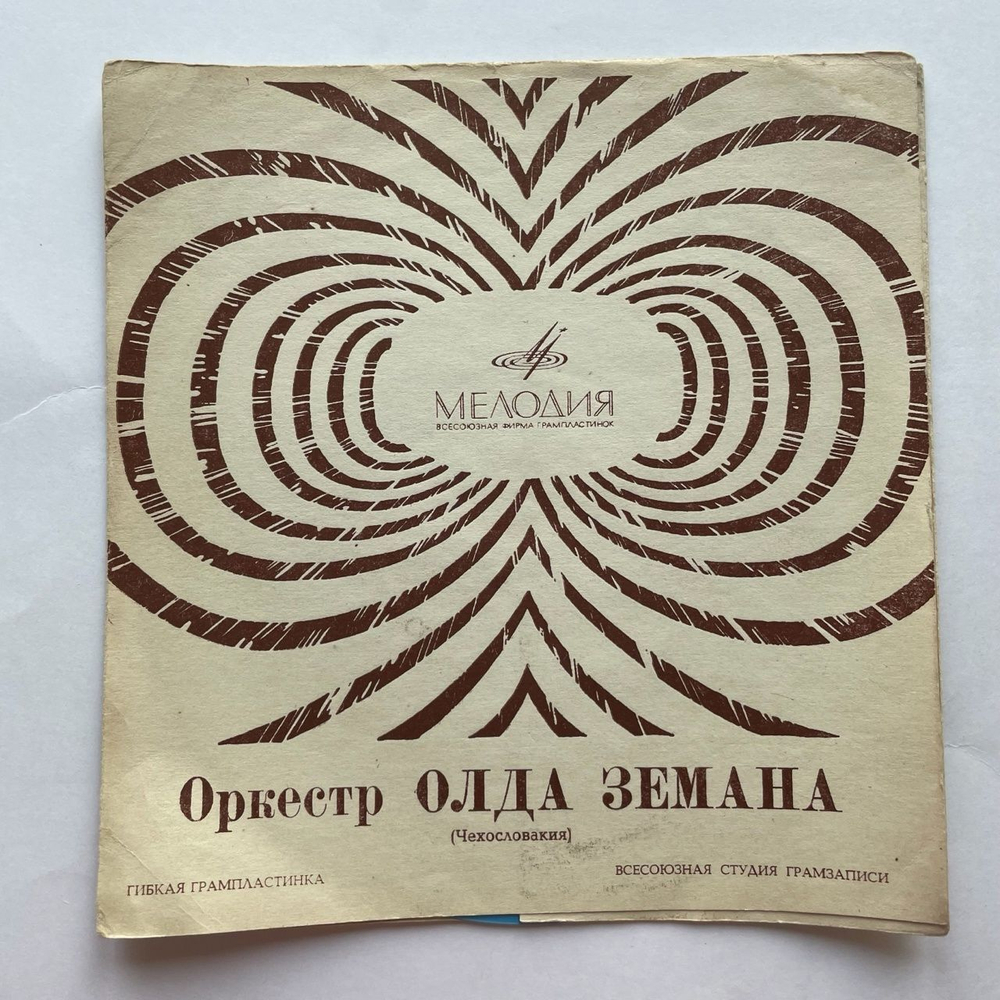 МЕЛОДИЯ
ВСЕСОЮЗНАЯ ФИРМА ГРАМПЛАСТИНОК
Оркестр ОЛДА ЗЕМАНА
(Чехословакия)
ГИБКАЯ ГРАМПЛАСТИНКА
ВСЕСОЮЗНАЯ СТУДИЯ ГРАМЗАПИСИ